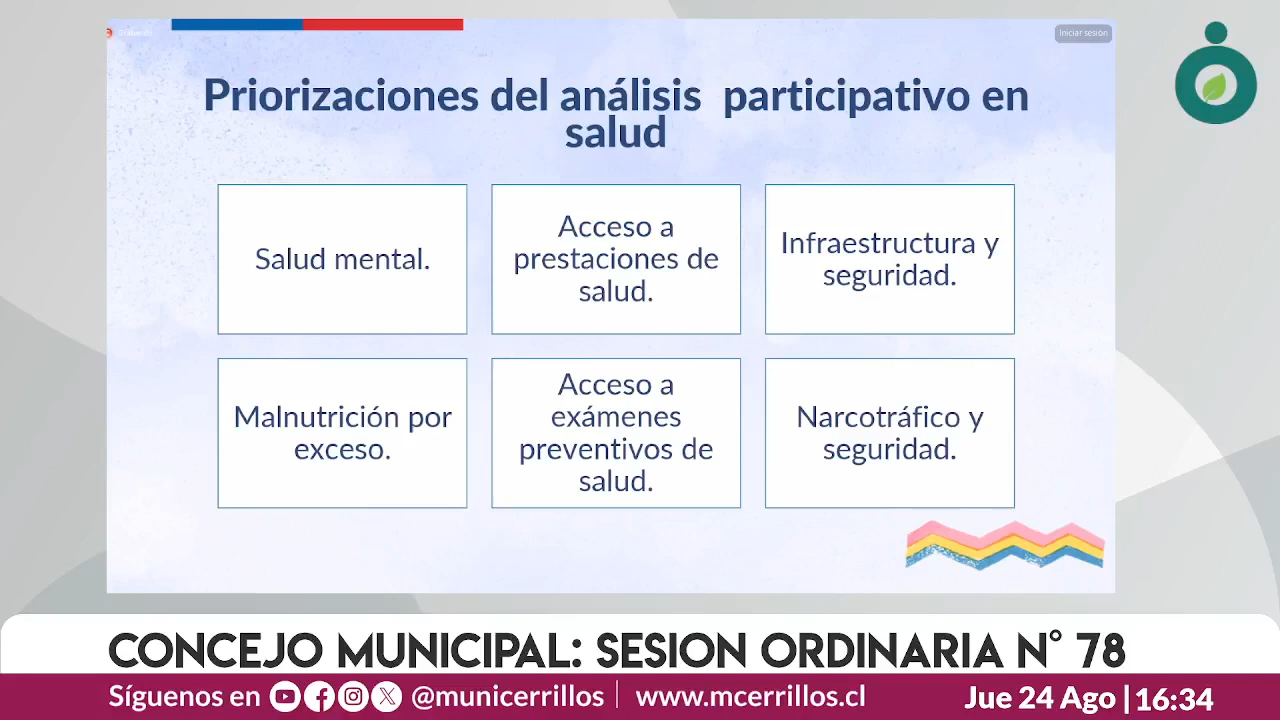 Iniciar sesión
Priorizaciones del análisis participativo en
salud
Salud mental.
Acceso a
prestaciones de
salud.
Infraestructura y
seguridad.
Malnutrición por
exceso.
Acceso a
exámenes
preventivos de
salud.
Narcotráfico y
seguridad.
CONCEJO MUNICIPAL: SESION ORDINARIA N° 78
Síguenos en @municerrillos | www.mcerrillos.cl
Jue 24 Ago | 16:34